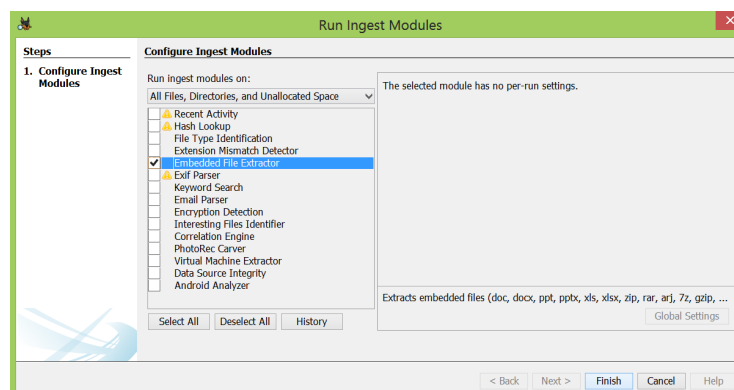 Run Ingest Modules
Steps
1. Configure Ingest
Modules
Configure Ingest Modules
Run ingest modules on:
All Files, Directories, and Unallocated Space
Recent Activity
Hash Lookup
File Type Identification
Extension Mismatch Detector
Embedded File Extractor
Exif Parser
Keyword Search
Email Parser
Encryption Detection
Interesting Files Identifier
Correlation Engine
PhotoRec Carver
Virtual Machine Extractor
Data Source Integrity
Android Analyzer
Select All Deselect All History
The selected module has no per-run settings.
Extracts embedded files (doc, docx, ppt, pptx, xls, xlsx, zip, rar, arj, 7z, gzip, ...
Global Settings
< Back Next > Finish Cancel Help